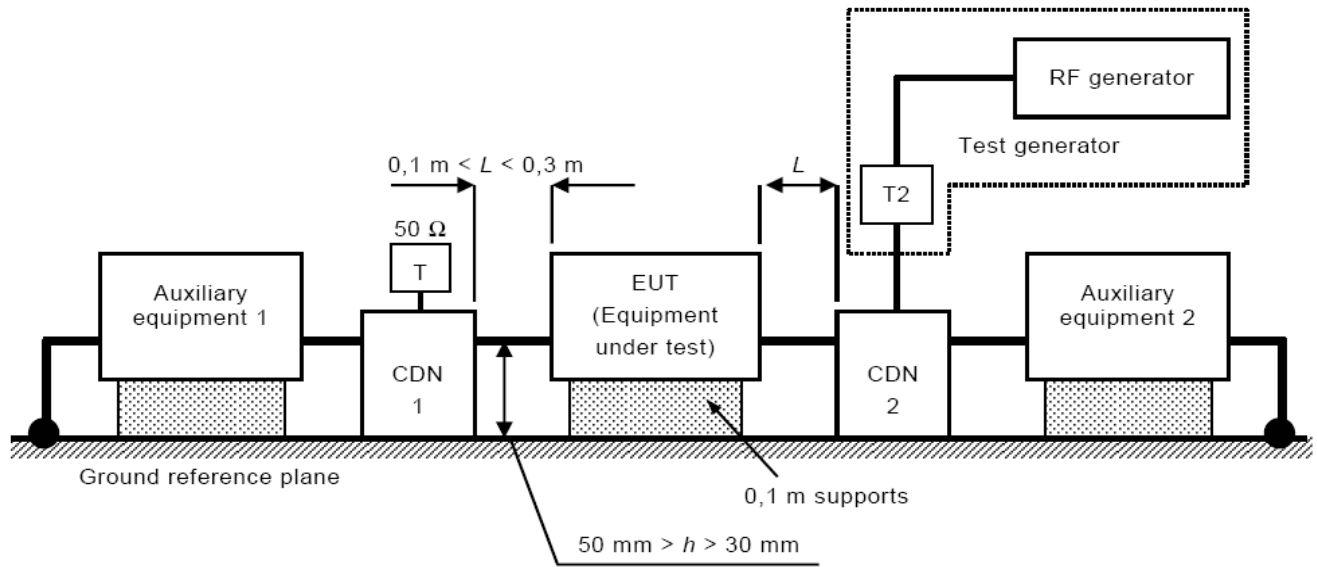 RF generator
Test generator
0,1 m < L < 0,3 m
L
T2
50 Ω
T
Auxiliary
equipment 1
EUT
(Equipment
under test)
Auxiliary
equipment 2
CDN
1
CDN
2
Ground reference plane
0,1 m supports
50 mm > h > 30 mm